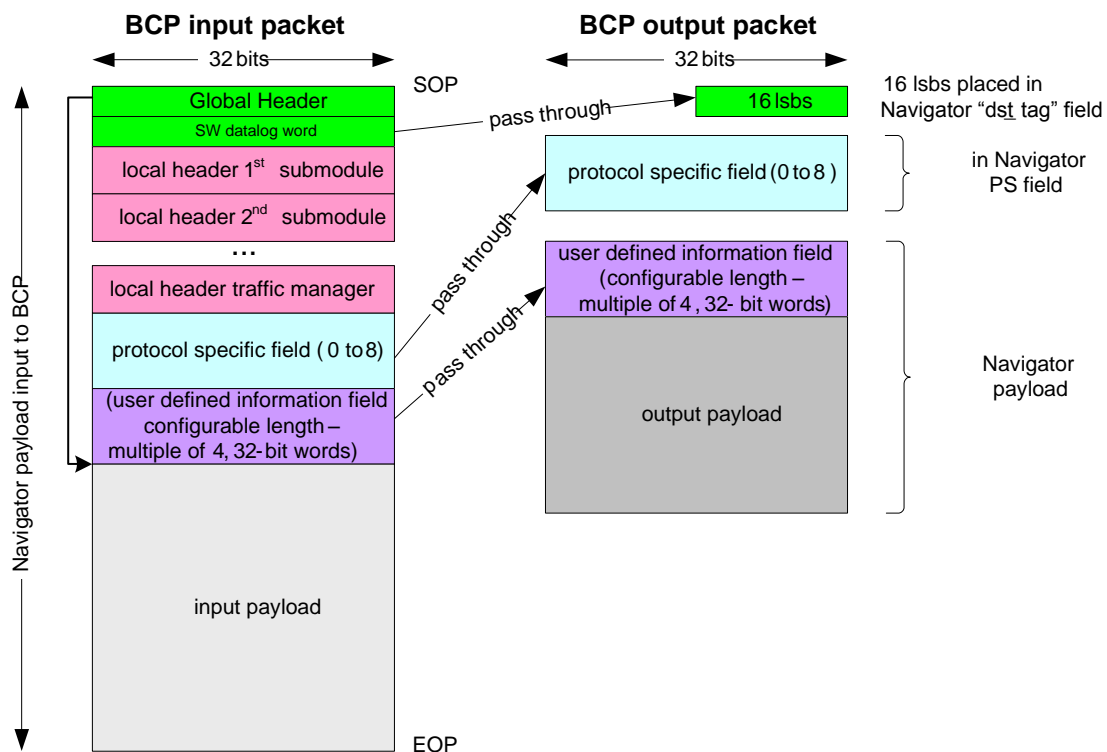 BCP input packet
32 bits
SOP
Global Header
SW datalog word
local header 1st submodule
local header 2nd submodule
...
local header traffic manager
protocol specific field ( 0 to 8)
(user defined information field
configurable length –
multiple of 4, 32-bit words)
input payload
EOP
Navigator payload input to BCP
pass through
pass through
pass through
BCP output packet
32 bits
16 lsbs
16 lsbs placed in
Navigator “dst tag” field
protocol specific field (0 to 8 )
in Navigator
PS field
user defined information field
(configurable length –
multiple of 4 , 32- bit words)
output payload
Navigator
payload